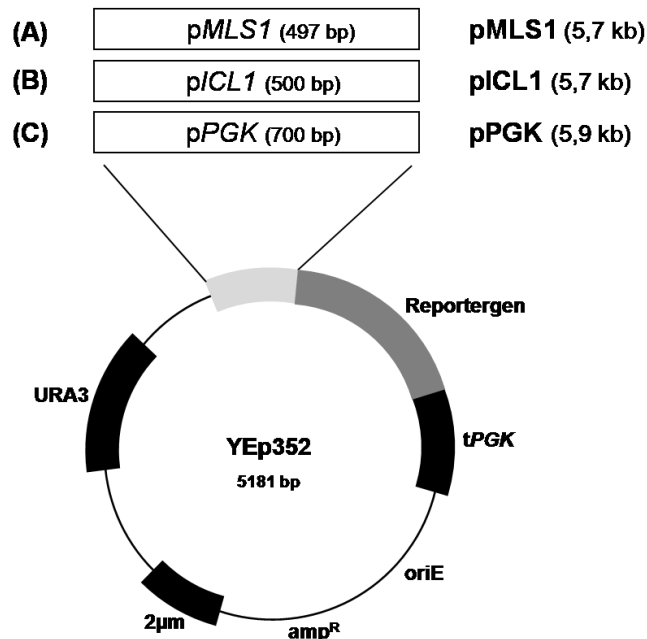 (A) pMLS1 (497 bp) pMLS1 (5,7 kb)
(B) pICL1 (500 bp) pICL1 (5,7 kb)
(C) pPGK (700 bp) pPGK (5,9 kb)
Reportergen
URA3
YEp352
tPGK
5181 bp
oriE
2µm
ampR